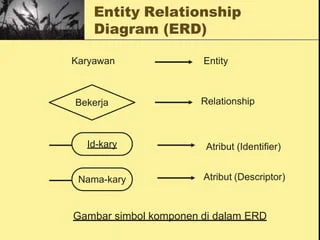 Entity Relationship
Diagram (ERD)
Karyawan Entity
Bekerja Relationship
Id-kary Atribut (Identifier)
Nama-kary Atribut (Descriptor)
Gambar simbol komponen di dalam ERD